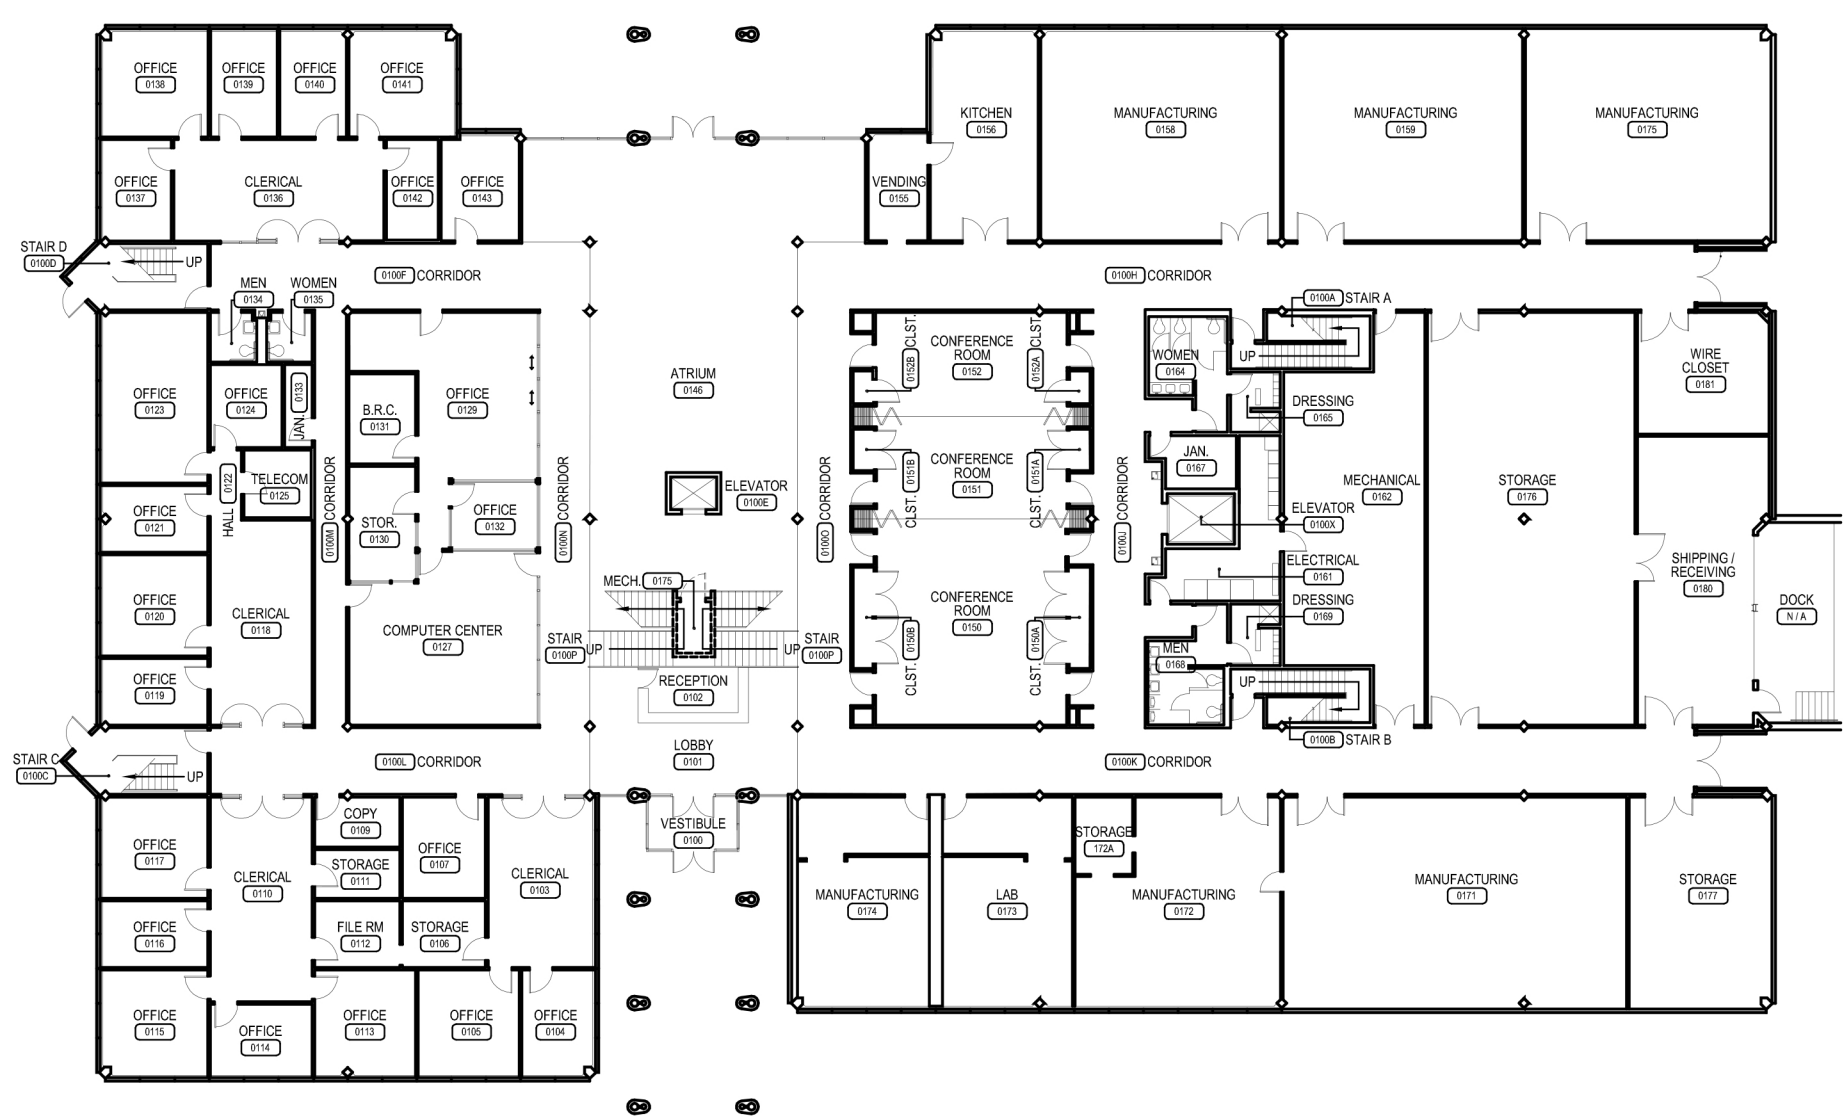 OFFICE
0138
OFFICE
0139
OFFICE
0140
OFFICE
0141
KITCHEN
0156
MANUFACTURING
0158
MANUFACTURING
0159
MANUFACTURING
0175
OFFICE
0137
CLERICAL
0136
OFFICE
0142
OFFICE
0143
VENDING
0155
STAIR D
0100D
UP
MEN
0134
WOMEN
0135
0100F CORRIDOR
0100H CORRIDOR
0100A STAIR A
UP
OFFICE
0123
OFFICE
0124
0133
JAN.
B.R.C.
0131
OFFICE
0129
ATRIUM
0146
CLST.
0152B
CONFERENCE
ROOM
0152
CLST.
0152A
WOMEN
0164
DRESSING
0165
WIRE
CLOSET
0181
0122
HALL
TELECOM
0125
CORRIDOR
0100M
STOR.
0130
OFFICE
0132
CORRIDOR
0100N
ELEVATOR
0100E
CORRIDOR
0100O
0151B
CLST.
CONFERENCE
ROOM
0151
0151A
CLST.
CORRIDOR
0100J
JAN.
0167
MECHANICAL
0162
STORAGE
0176
ELEVATOR
0100X
OFFICE
0121
ELECTRICAL
0161
SHIPPING /
RECEIVING
0180
DOCK
N / A
OFFICE
0120
CLERICAL
0118
COMPUTER CENTER
0127
MECH. 0175
STAIR
0100P
UP
UP
STAIR
0100P
CONFERENCE
ROOM
0150
0150B
CLST.
0150A
CLST.
DRESSING
0169
MEN
0168
UP
OFFICE
0119
RECEPTION
0102
0100B STAIR B
STAIR C
0100C
UP
0100L CORRIDOR
LOBBY
0101
0100K CORRIDOR
OFFICE
0117
COPY
0109
OFFICE
0107
VESTIBULE
0100
STORAGE
172A
CLERICAL
0110
STORAGE
0111
CLERICAL
0103
MANUFACTURING
0174
LAB
0173
MANUFACTURING
0172
MANUFACTURING
0171
STORAGE
0177
OFFICE
0116
FILE RM
0112
STORAGE
0106
OFFICE
0115
OFFICE
0114
OFFICE
0113
OFFICE
0105
OFFICE
0104